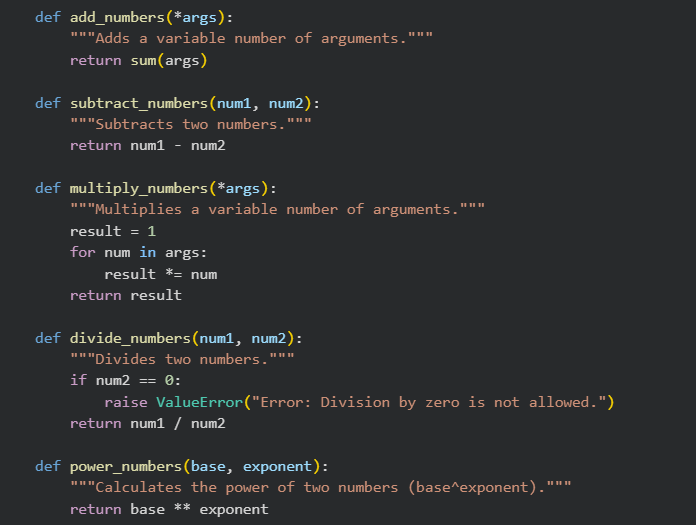 def add_numbers(*args):
    """Adds a variable number of arguments."""
    return sum(args)

def subtract_numbers(num1, num2):
    """Subtracts two numbers."""
    return num1 - num2

def multiply_numbers(*args):
    """Multiplies a variable number of arguments."""
    result = 1
    for num in args:
        result *= num
    return result

def divide_numbers(num1, num2):
    """Divides two numbers."""
    if num2 == 0:
        raise ValueError("Error: Division by zero is not allowed.")
    return num1 / num2

def power_numbers(base, exponent):
    """Calculates the power of two numbers (base^exponent)."""
    return base ** exponent